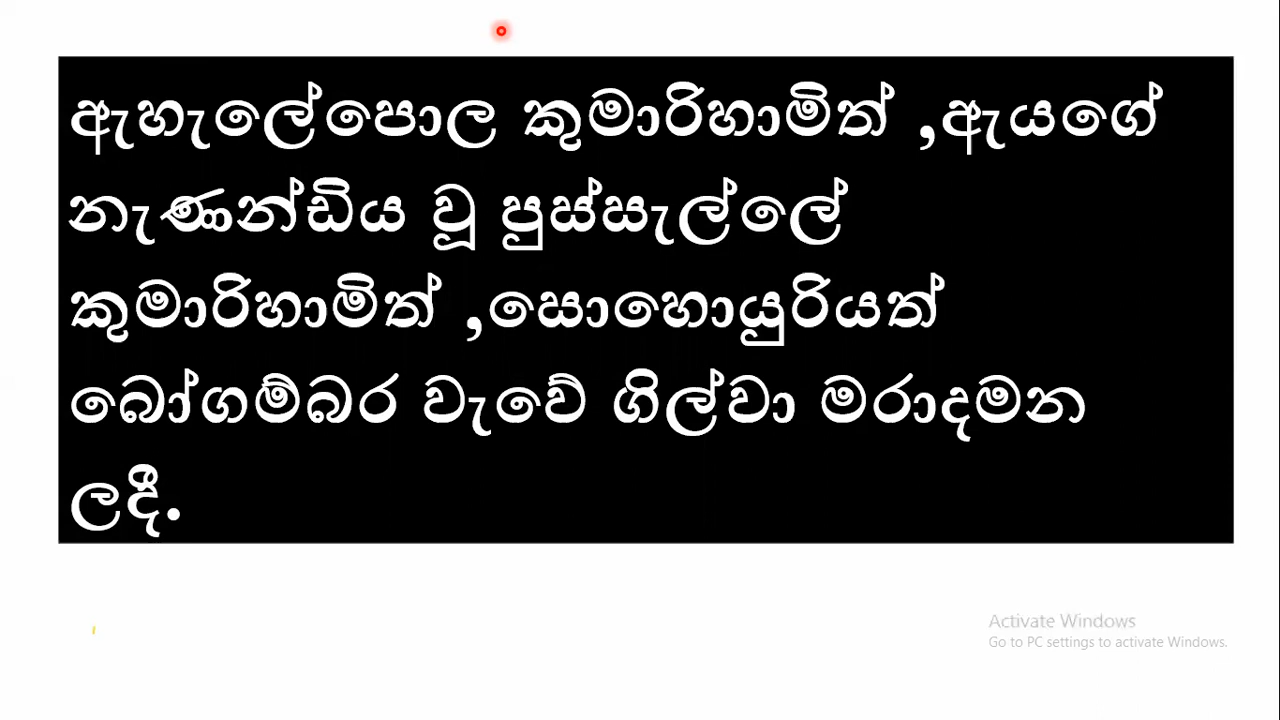 ඇහැලේපොල කුමාරිහාමිත් ,ඇයගේ
නැණන්ඩිය වූ පුස්සැල්ලේ
කුමාරිහාමිත් ,සොහොයුරියත්
බෝගම්බර වැවේ ගිල්වා මරාදමන
ලදී.
Activate Windows
Go to PC settings to activate Windows.